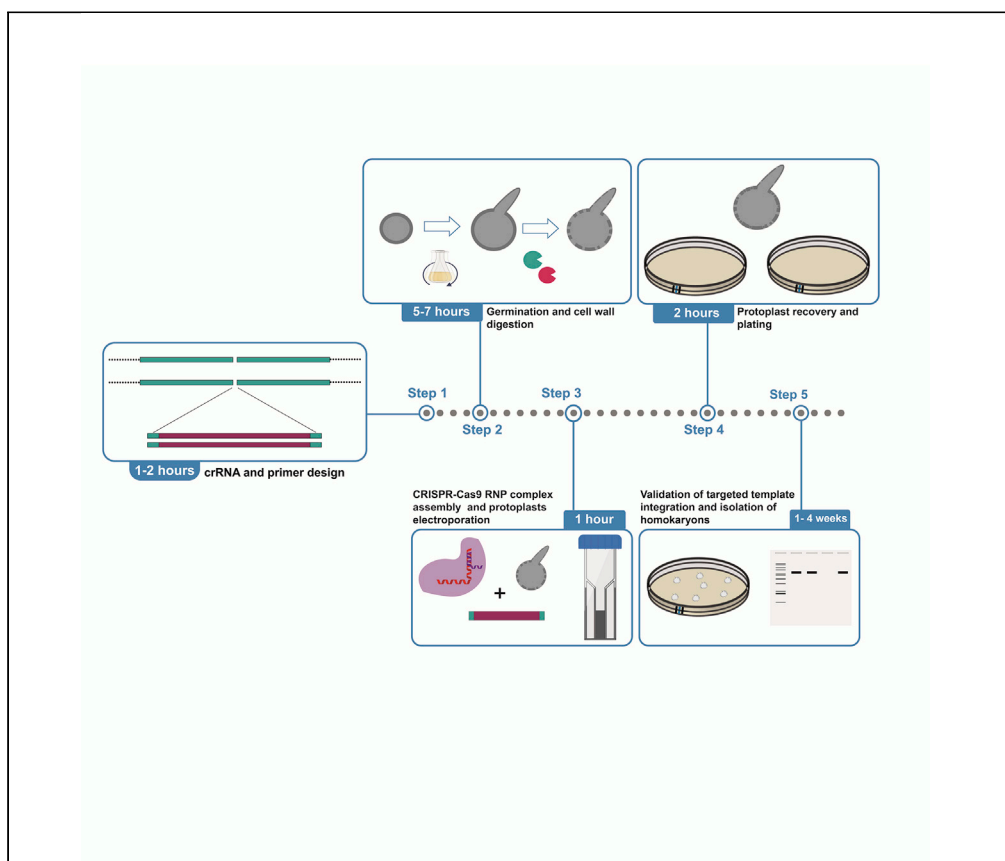 5-7 hours
Germination and cell wall
digestion
2 hours
Protoplast recovery and
plating
1-2 hours
crRNA and primer design
Step 1
Step 2
Step 3
Step 4
Step 5
CRISPR-Cas9 RNP complex
assembly and protoplasts
electroporation
1 hour
Validation of targeted template
integration and isolation of
homokaryons
1- 4 weeks
+